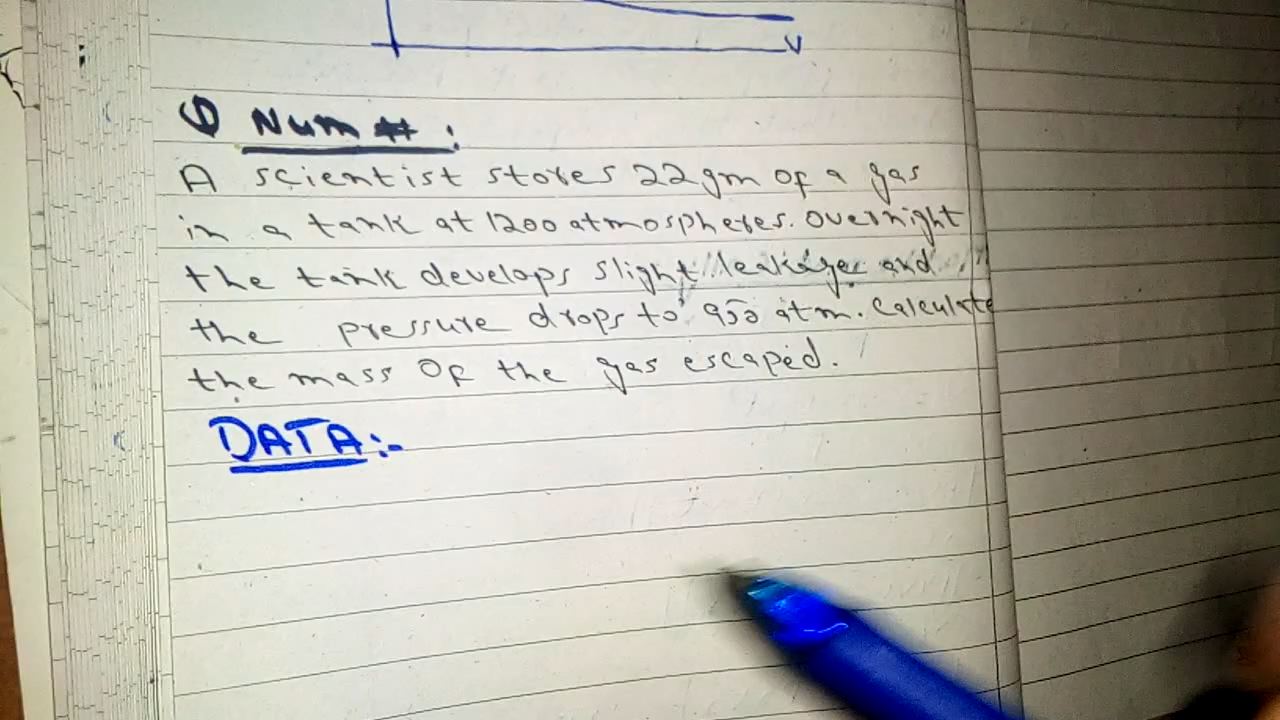 V
① Num #:
A scientist stores 22gm of a gas
in a tank at 1200 atmospheres. overnight
the tank develops slight leakage and
the pressure drops to 950 atm. Calculate
the mass of the gas escaped.
DATA:-